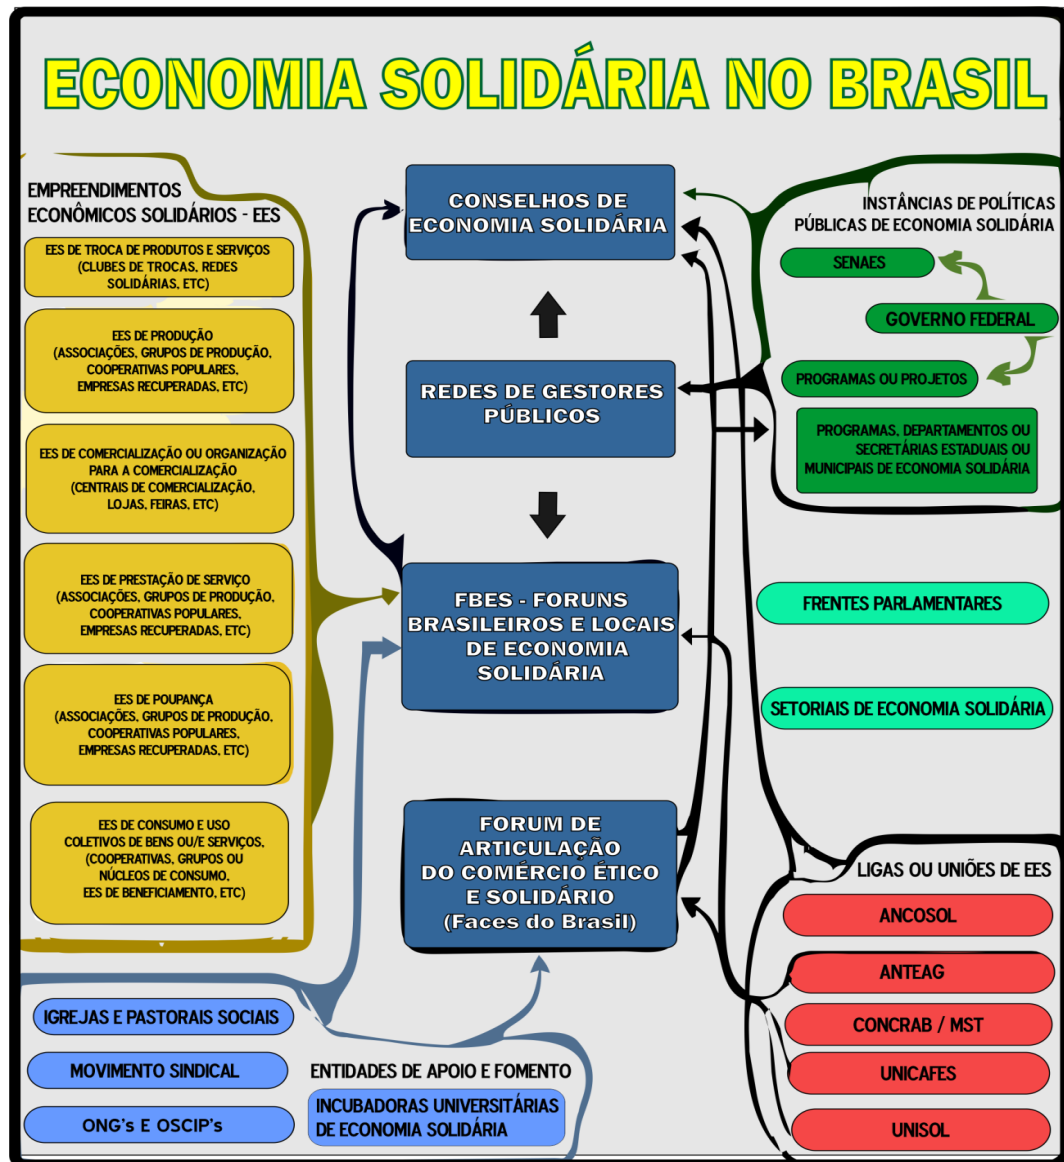 ECONOMIA SOLIDÁRIA NO BRASIL
EMPREENDIMENTOS
ECONÔMICOS SOLIDÁRIOS - EES
EES DE TROCA DE PRODUTOS E SERVIÇOS
(CLUBES DE TROCAS, REDES
SOLIDÁRIAS, ETC)
EES DE PRODUÇÃO
(ASSOCIAÇÕES, GRUPOS DE PRODUÇÃO,
COOPERATIVAS POPULARES,
EMPRESAS RECUPERADAS, ETC)
EES DE COMERCIALIZAÇÃO OU ORGANIZAÇÃO
PARA A COMERCIALIZAÇÃO
(CENTRAIS DE COMERCIALIZAÇÃO,
LOJAS, FEIRAS, ETC)
EES DE PRESTAÇÃO DE SERVIÇO
(ASSOCIAÇÕES, GRUPOS DE PRODUÇÃO,
COOPERATIVAS POPULARES,
EMPRESAS RECUPERADAS, ETC)
EES DE POUPANÇA
(ASSOCIAÇÕES, GRUPOS DE PRODUÇÃO,
COOPERATIVAS POPULARES,
EMPRESAS RECUPERADAS, ETC)
EES DE CONSUMO E USO
COLETIVOS DE BENS OU/E SERVIÇOS,
(COOPERATIVAS, GRUPOS OU
NÚCLEOS DE CONSUMO,
EES DE BENEFICIAMENTO, ETC)
CONSELHOS DE
ECONOMIA SOLIDÁRIA
REDES DE GESTORES
PÚBLICOS
FBES - FORUNS
BRASILEIROS E LOCAIS
DE ECONOMIA
SOLIDÁRIA
FORUM DE
ARTICULAÇÃO
DO COMÉRCIO ÉTICO
E SOLIDÁRIO
(Faces do Brasil)
INSTÂNCIAS DE POLÍTICAS
PÚBLICAS DE ECONOMIA SOLIDÁRIA
SENAES
GOVERNO FEDERAL
PROGRAMAS OU PROJETOS
PROGRAMAS, DEPARTAMENTOS OU
SECRETÁRIAS ESTADUAIS OU
MUNICIPAIS DE ECONOMIA SOLIDÁRIA
FRENTES PARLAMENTARES
SETORIAIS DE ECONOMIA SOLIDÁRIA
LIGAS OU UNIÕES DE EES
ANCOSOL
ANTEAG
CONCRAB / MST
UNICAFES
UNISOL
IGREJAS E PASTORAIS SOCIAIS
MOVIMENTO SINDICAL
ONG's E OSCIP's
ENTIDADES DE APOIO E FOMENTO
INCUBADORAS UNIVERSITÁRIAS
DE ECONOMIA SOLIDÁRIA